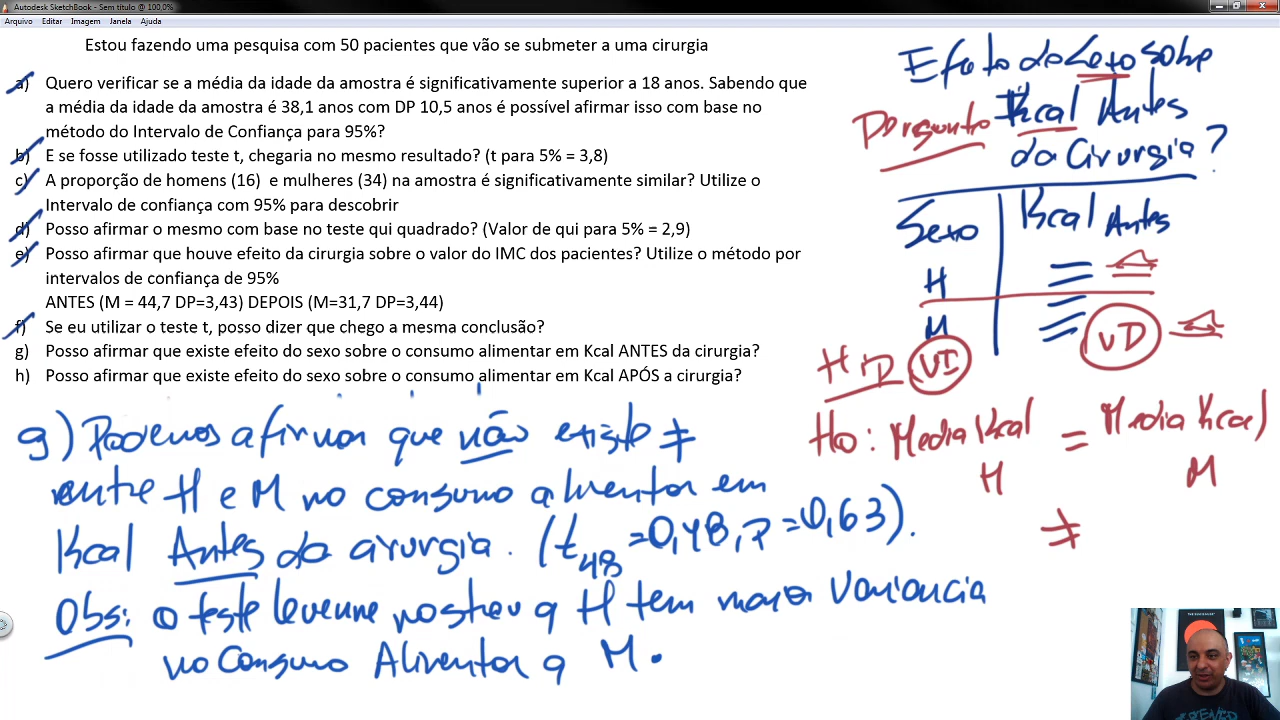 Autodesk SketchBook - Sem título @ 100,0%
Arquivo Editar Imagem Janela Ajuda
Estou fazendo uma pesquisa com 50 pacientes que vão se submeter a uma cirurgia
a) Quero verificar se a média da idade da amostra é significativamente superior a 18 anos. Sabendo que
a média da idade da amostra é 38,1 anos com DP 10,5 anos é possível afirmar isso com base no
método do Intervalo de Confiança para 95%?
b) E se fosse utilizado teste t, chegaria no mesmo resultado? (t para 5% = 3,8)
c) A proporção de homens (16) e mulheres (34) na amostra é significativamente similar? Utilize o
Intervalo de confiança com 95% para descobrir
d) Posso afirmar o mesmo com base no teste qui quadrado? (Valor de qui para 5% = 2,9)
e) Posso afirmar que houve efeito da cirurgia sobre o valor do IMC dos pacientes? Utilize o método por
intervalos de confiança de 95%
ANTES (M = 44,7 DP=3,43) DEPOIS (M=31,7 DP=3,44)
f) Se eu utilizar o teste t, posso dizer que chego a mesma conclusão?
g) Posso afirmar que existe efeito do sexo sobre o consumo alimentar em Kcal ANTES da cirurgia?
h) Posso afirmar que existe efeito do sexo sobre o consumo alimentar em Kcal APÓS a cirurgia?
Efeito do Sexo sobre
Pergunta Kcal Antes
da Cirurgia?
Sexo Kcal Antes
H
M
VI VD
Ho: Media Kcal = Media Kcal
H M
≠
g) Podemos afirmar que não existe ≠
entre H e M no consumo alimentar em
Kcal Antes da cirurgia. (t48 = 0,48, p = 0,63).
Obs: o teste levenne mostrou q H tem maior variancia
no Consumo Alimentar q M.